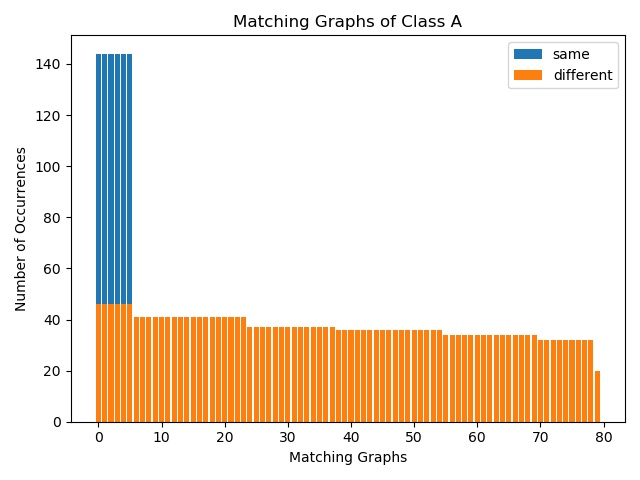 Matching Graphs of Class A
same
different
Number of Occurrences
140
120
100
80
60
40
20
0
0 10 20 30 40 50 60 70 80
Matching Graphs